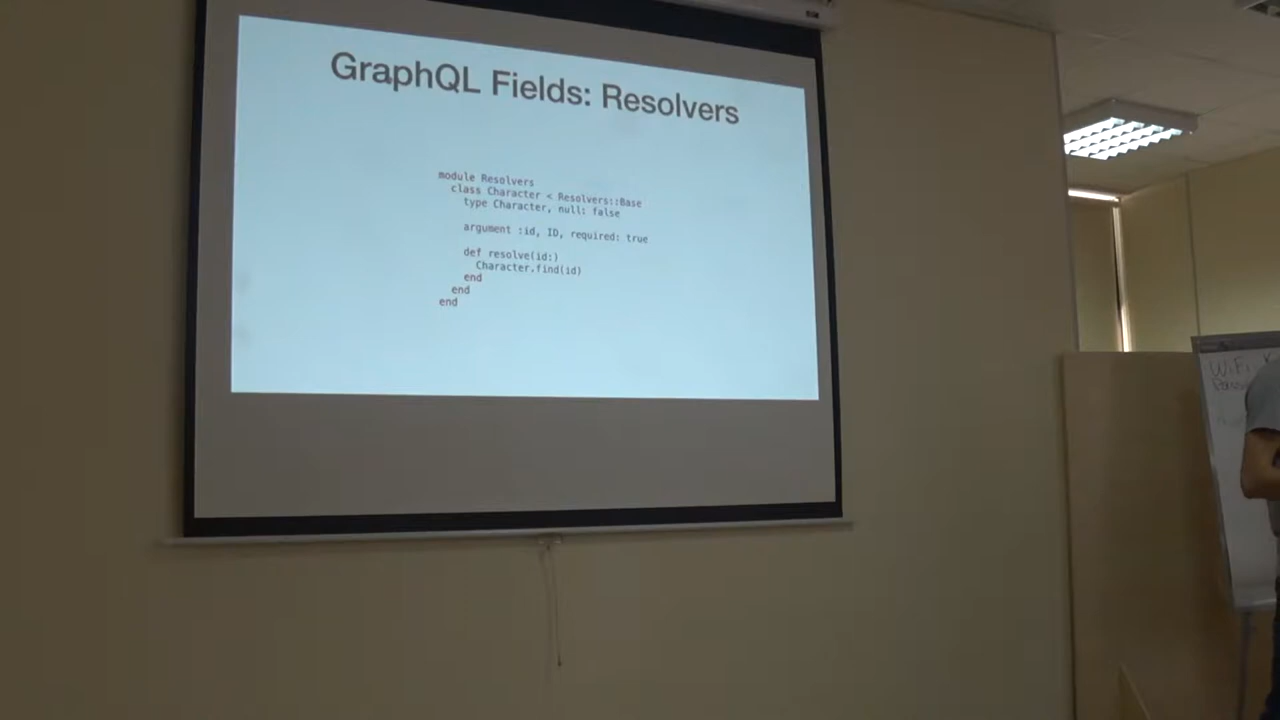 GraphQL Fields: Resolvers
module Resolvers
class Character < Resolvers::Base
type Character, null: false
argument :id, ID, required: true
def resolve(id:)
Character.find(id)
end
end
end
WiFi